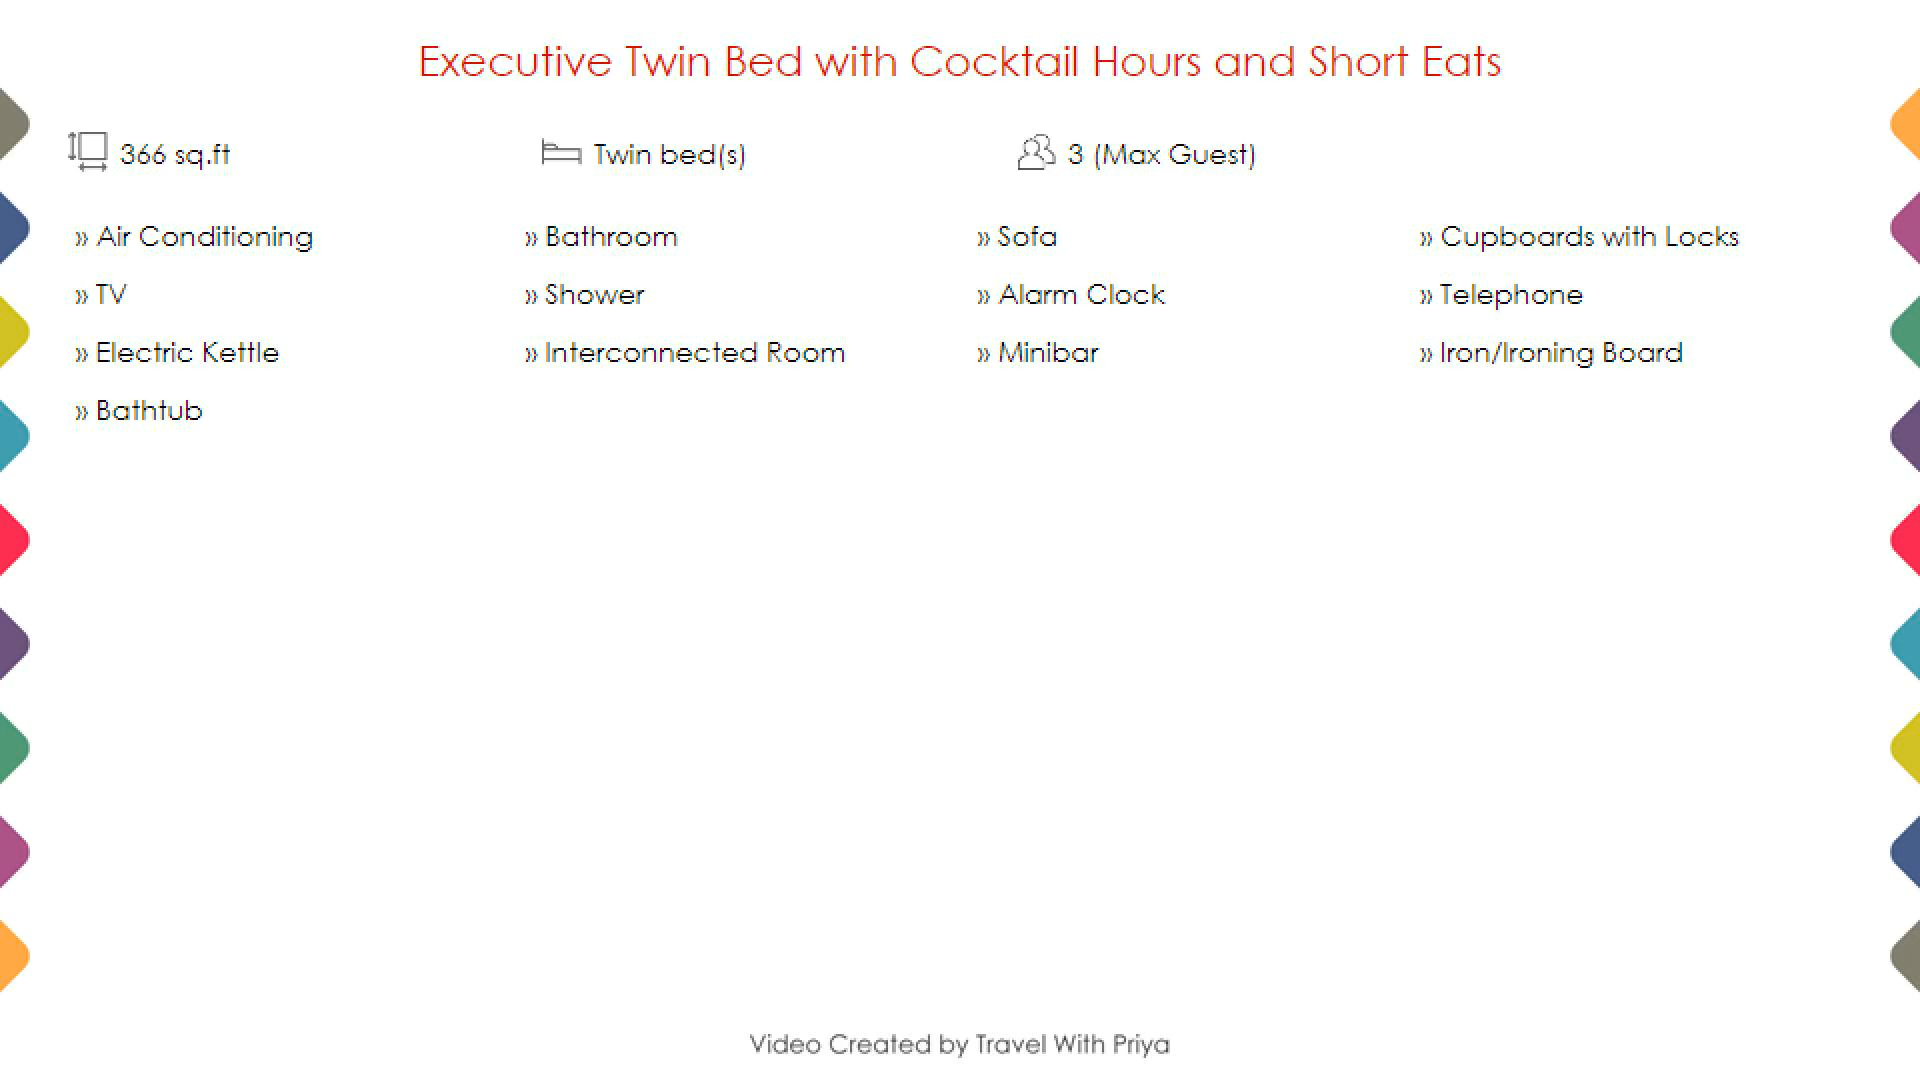 Executive Twin Bed with Cocktail Hours and Short Eats
366 sq.ft Twin bed(s) 3 (Max Guest)
» Air Conditioning » Bathroom » Sofa » Cupboards with Locks
» TV » Shower » Alarm Clock » Telephone
» Electric Kettle » Interconnected Room » Minibar » Iron/Ironing Board
» Bathtub
Video Created by Travel With Priya